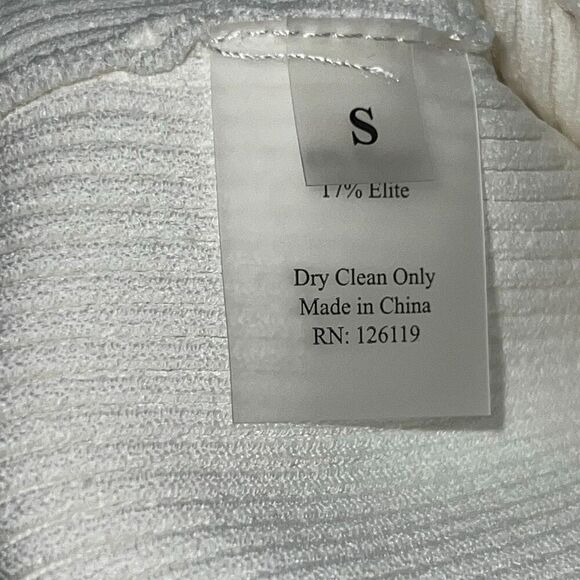 S
17% Elite
Dry Clean Only
Made in China
RN: 126119